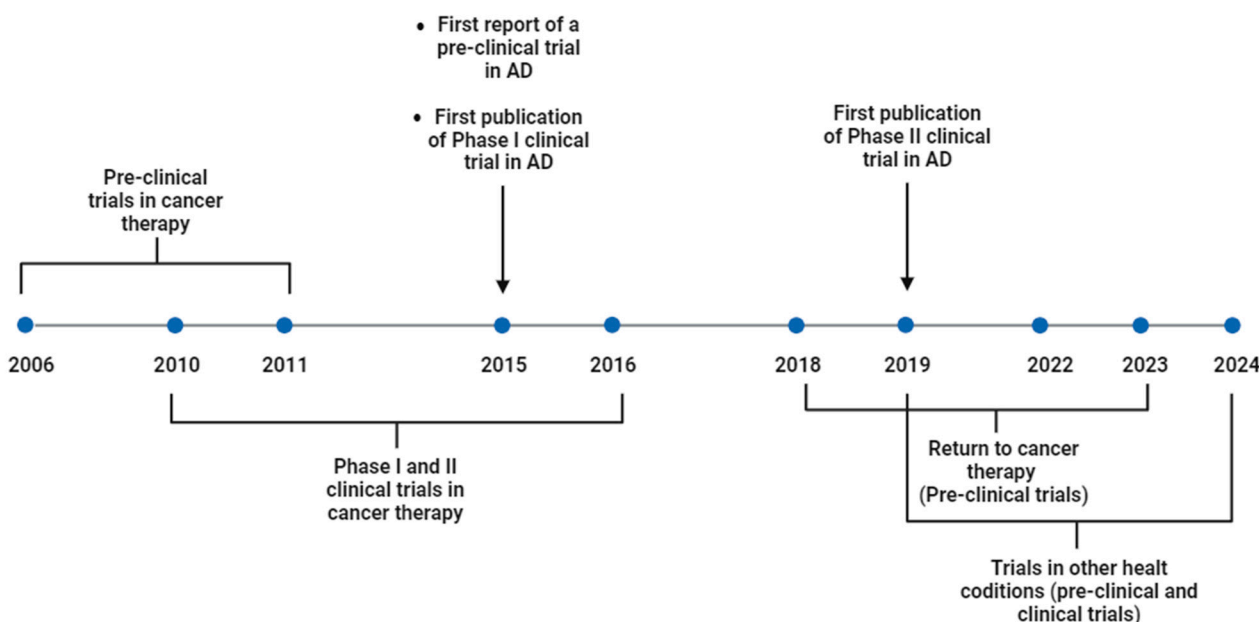 • First report of a
pre-clinical trial
in AD
• First publication
of Phase I clinical
trial in AD
First publication
of Phase II clinical
trial in AD
Pre-clinical
trials in cancer
therapy
2006
2010
2011
2015
2016
2018
2019
2022
2023
2024
Phase I and II
clinical trials in
cancer therapy
Return to cancer
therapy
(Pre-clinical trials)
Trials in other healt
coditions (pre-clinical and
clinical trials)